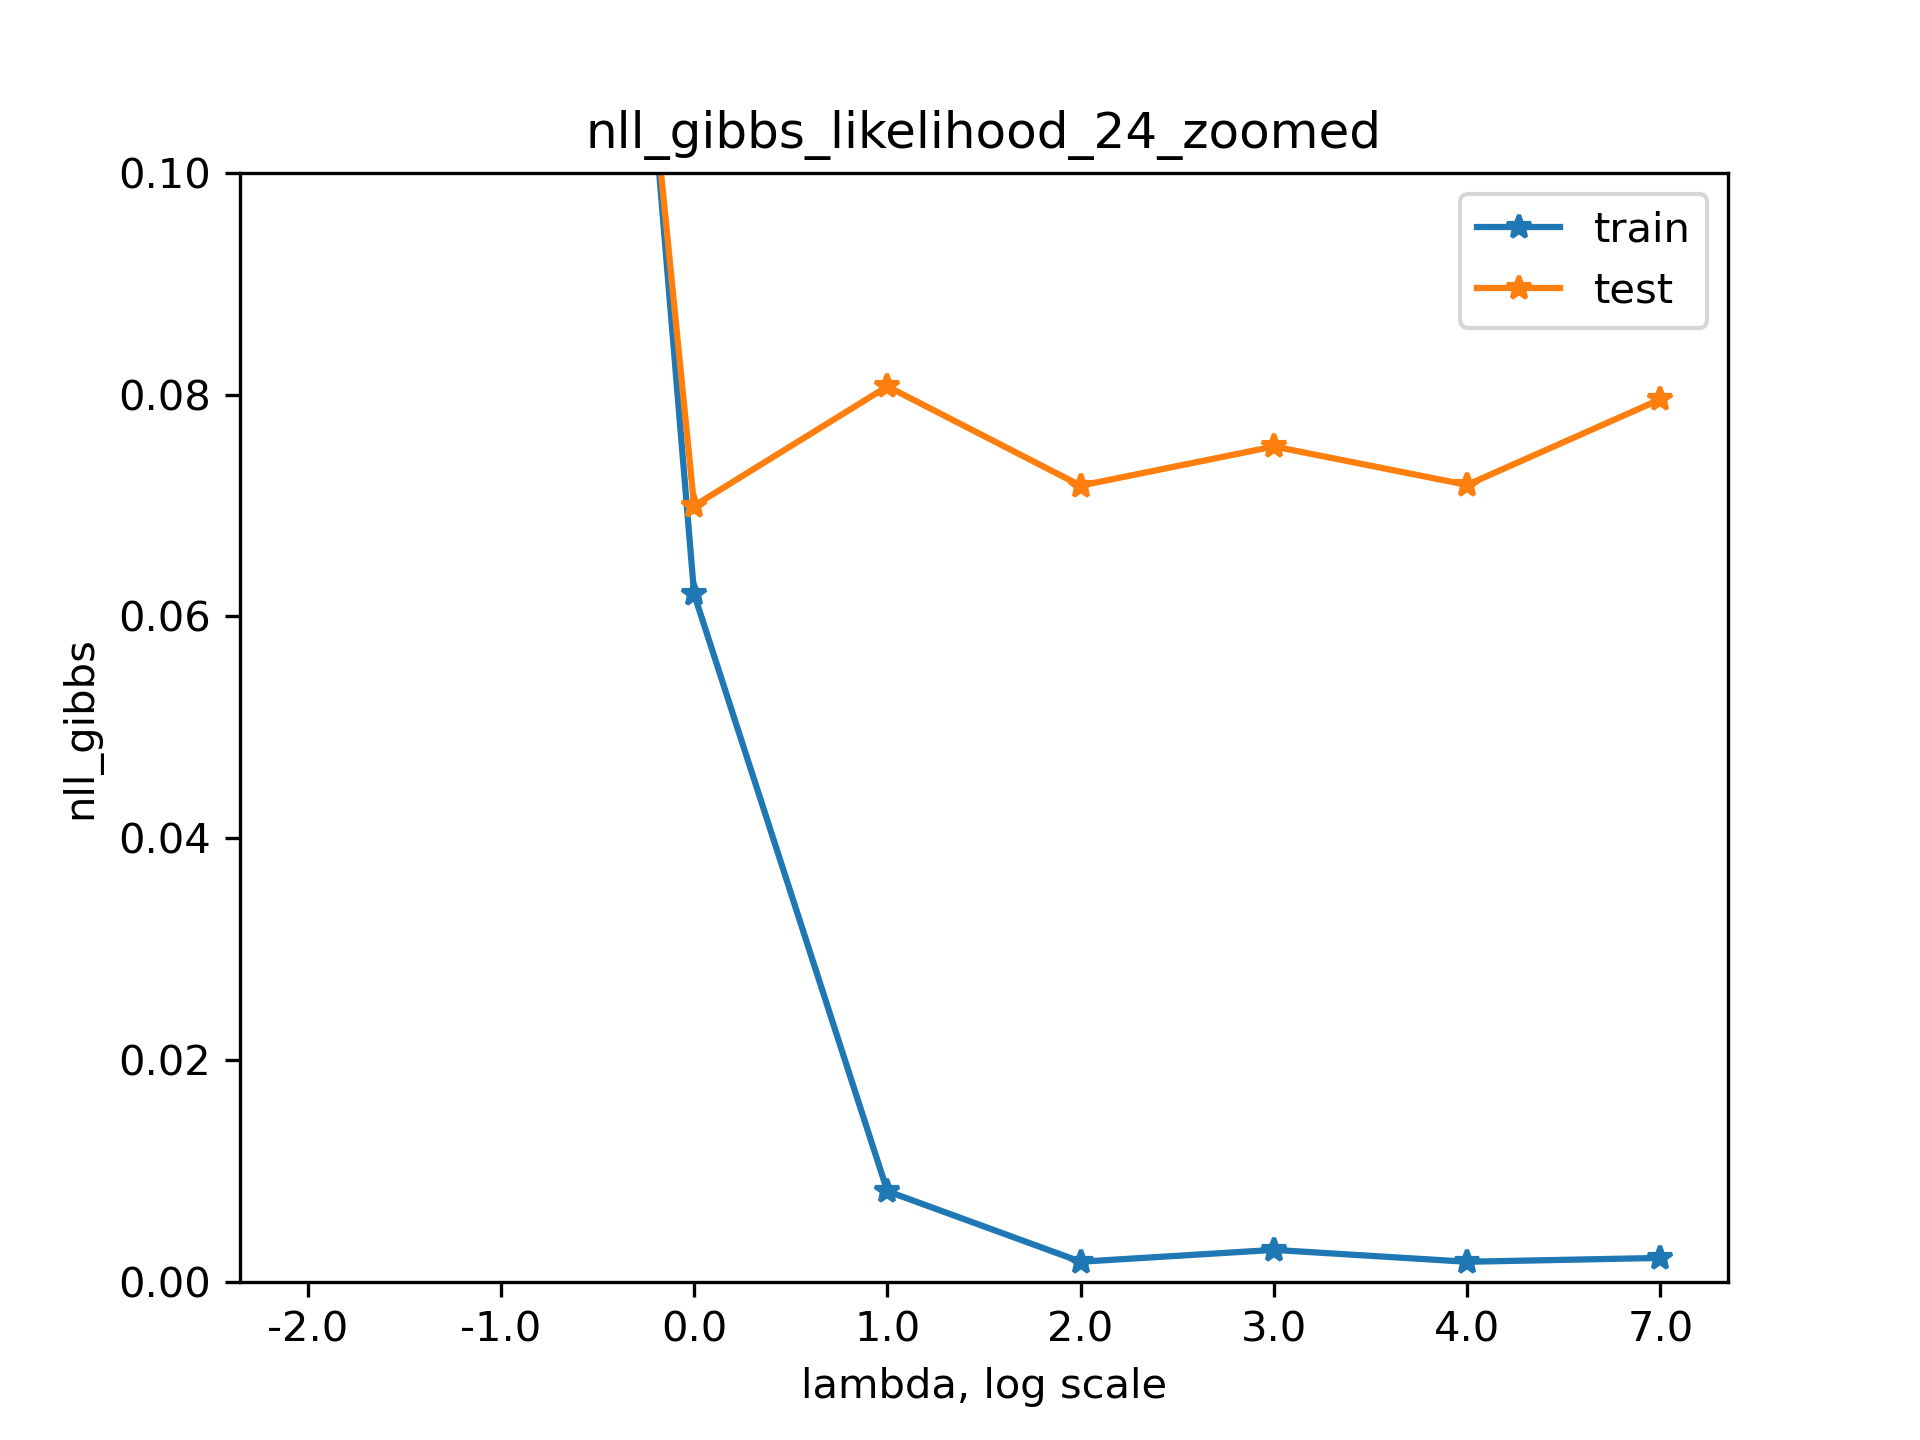 nll_gibbs_likelihood_24_zoomed
0.10
0.08
0.06
0.04
0.02
0.00
nll_gibbs
train
test
-2.0 -1.0 0.0 1.0 2.0 3.0 4.0 7.0
lambda, log scale